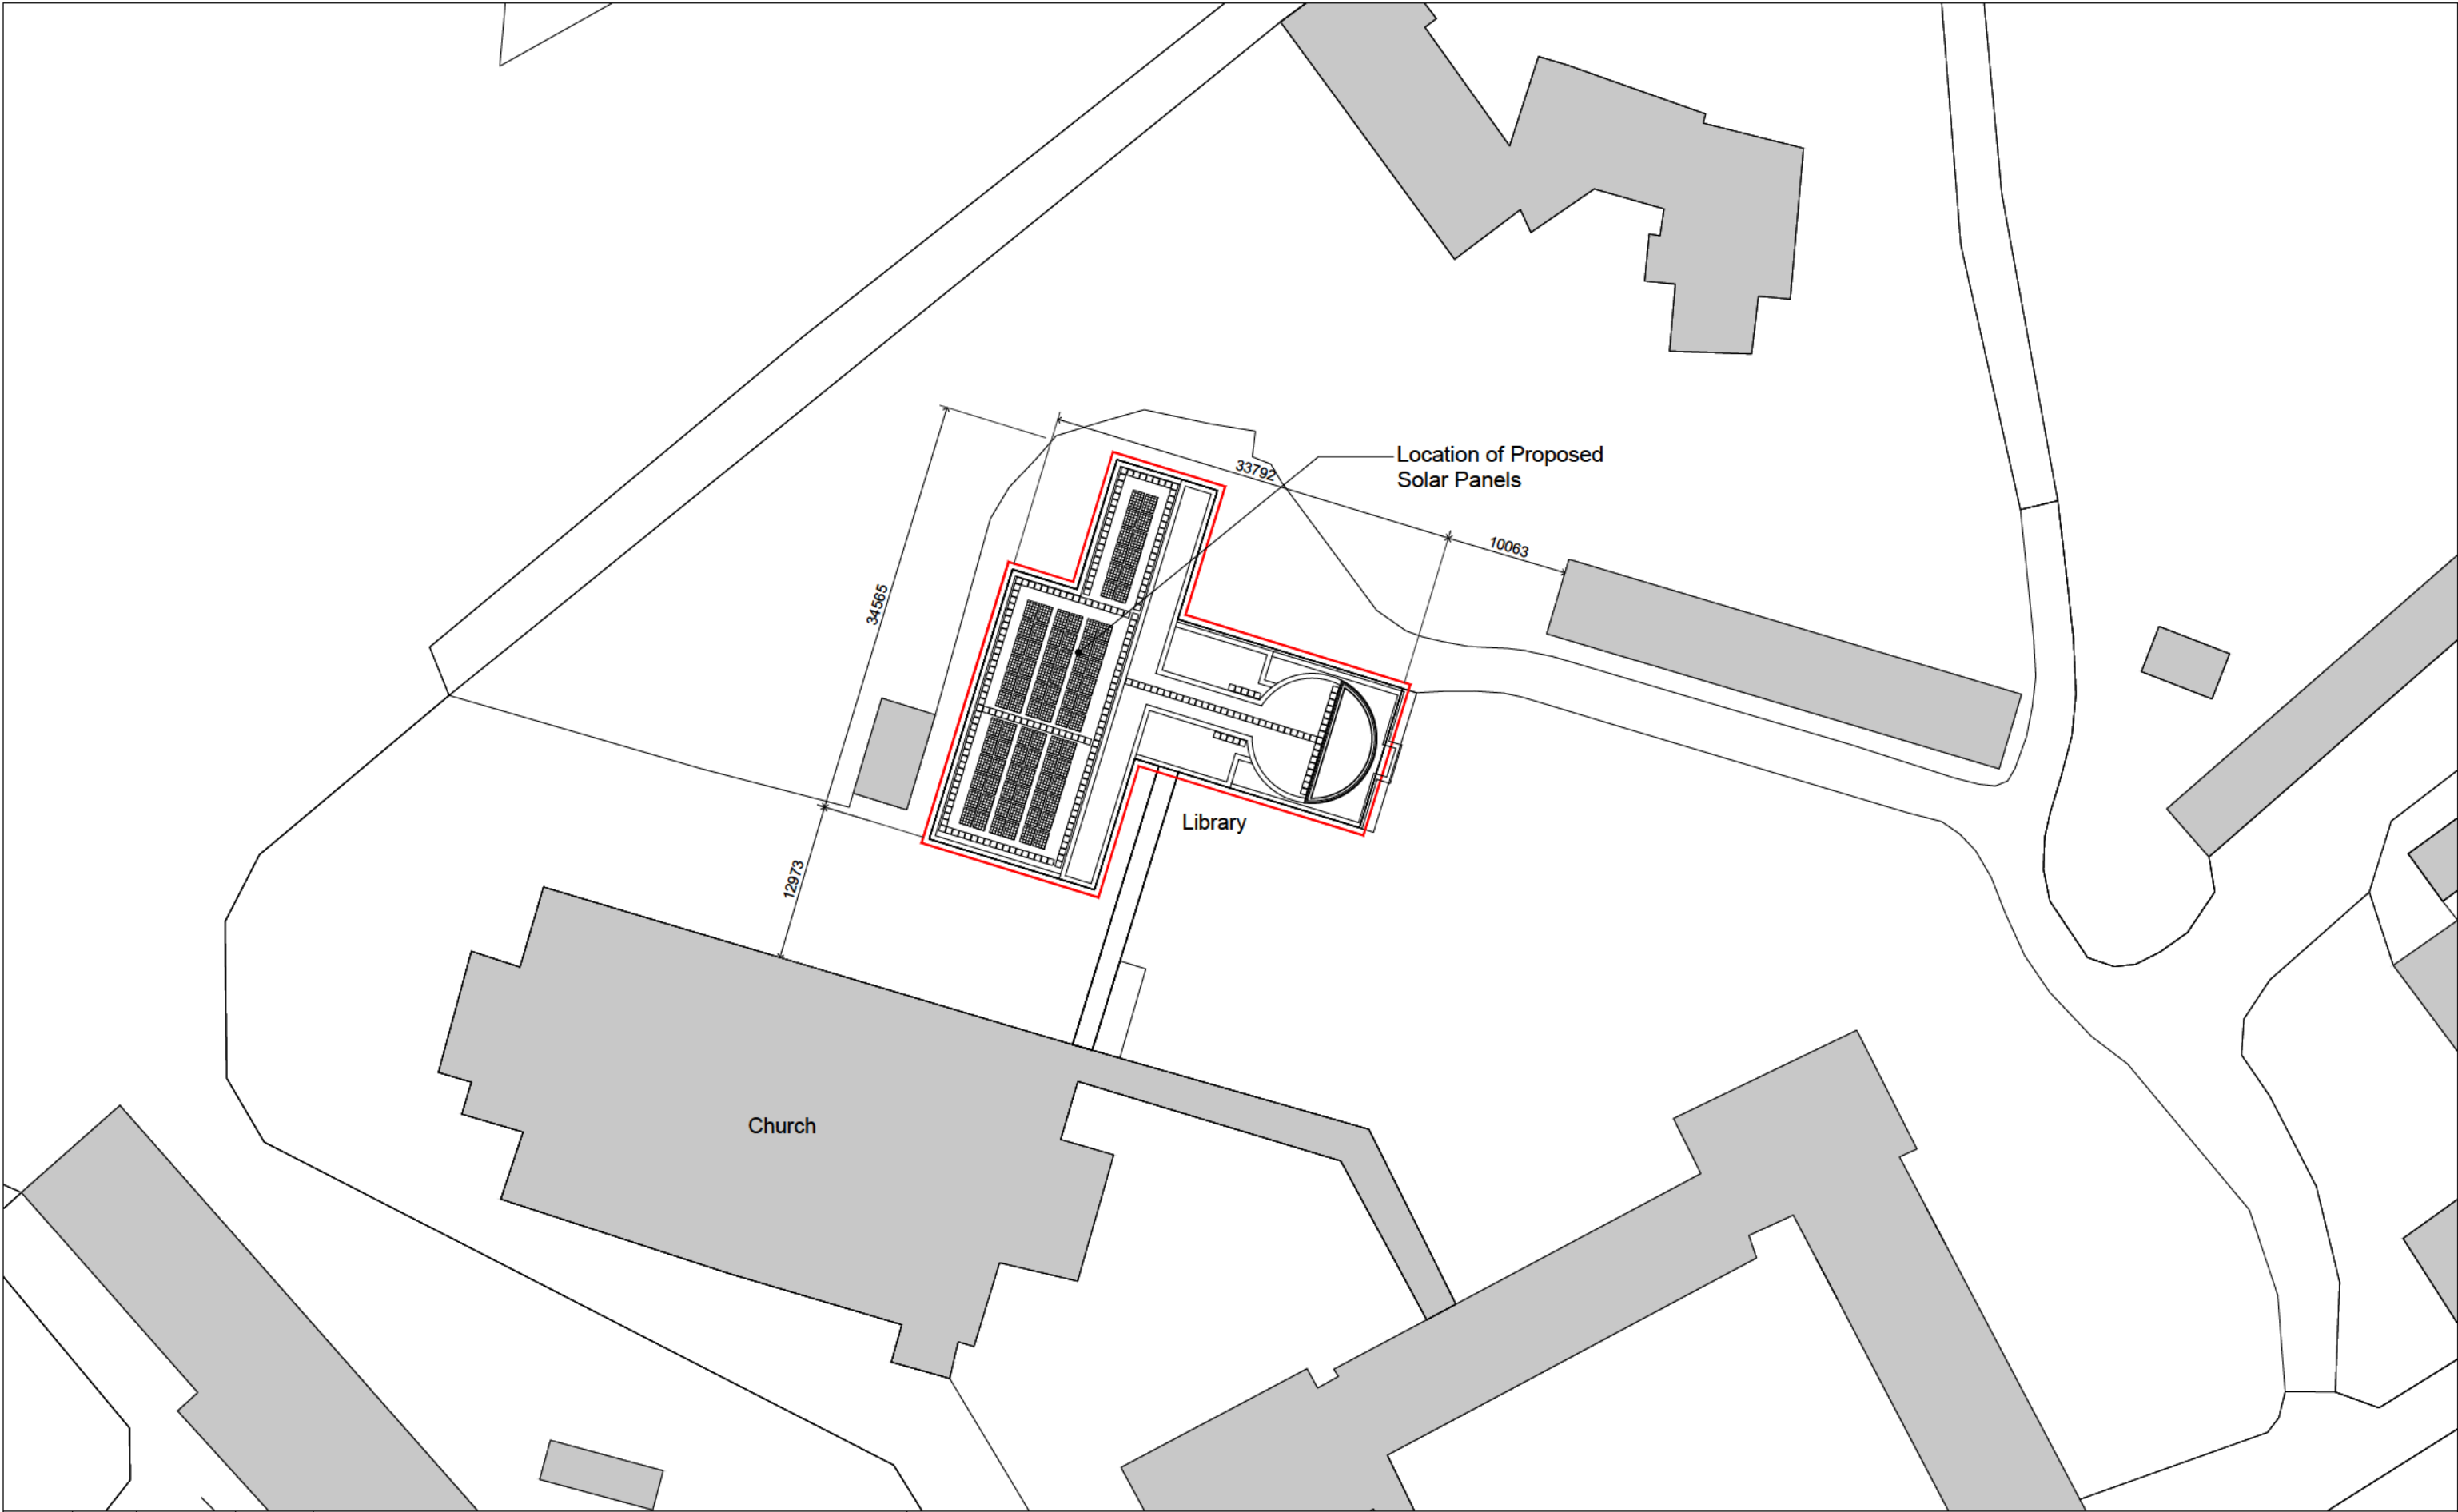 Location of Proposed
Solar Panels
33792
10063
34565
Library
12973
Church